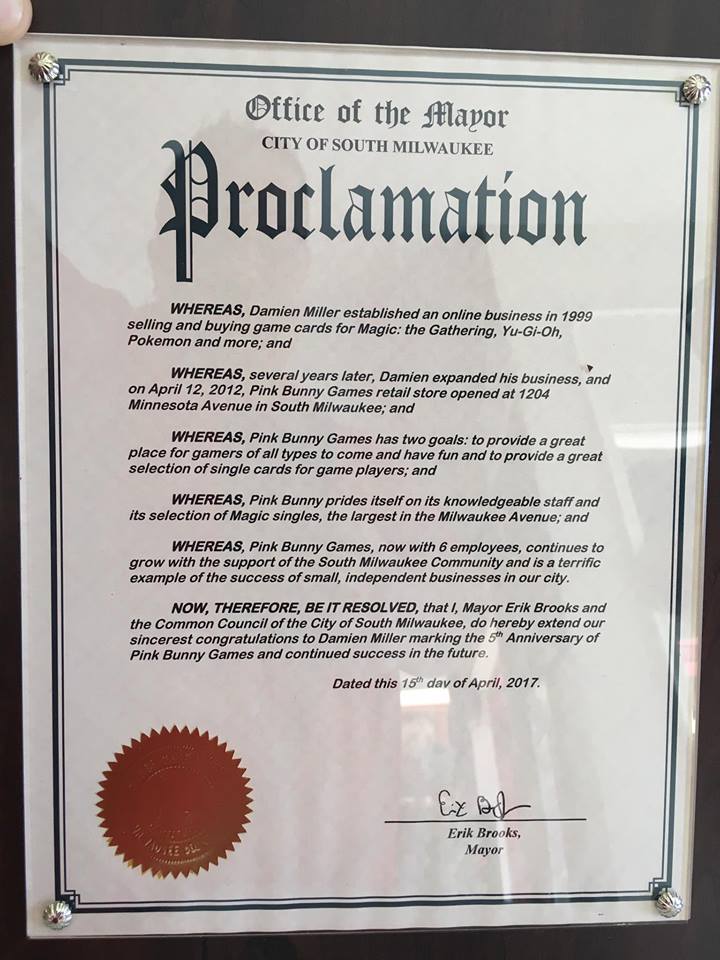 Office of the Mayor
CITY OF SOUTH MILWAUKEE
Proclamation
WHEREAS, Damien Miller established an online business in 1999
selling and buying game cards for Magic: the Gathering, Yu-Gi-Oh,
Pokemon and more; and
WHEREAS, several years later, Damien expanded his business, and
on April 12, 2012, Pink Bunny Games retail store opened at 1204
Minnesota Avenue in South Milwaukee; and
WHEREAS, Pink Bunny Games has two goals: to provide a great
place for gamers of all types to come and have fun and to provide a great
selection of single cards for game players; and
WHEREAS, Pink Bunny prides itself on its knowledgeable staff and
its selection of Magic singles, the largest in the Milwaukee Avenue; and
WHEREAS, Pink Bunny Games, now with 6 employees, continues to
grow with the support of the South Milwaukee Community and is a terrific
example of the success of small, independent businesses in our city.
NOW, THEREFORE, BE IT RESOLVED, that I, Mayor Erik Brooks and
the Common Council of the City of South Milwaukee, do hereby extend our
sincerest congratulations to Damien Miller marking the 5th Anniversary of
Pink Bunny Games and continued success in the future.
Dated this 15th day of April, 2017.
Erik Brooks,
Mayor